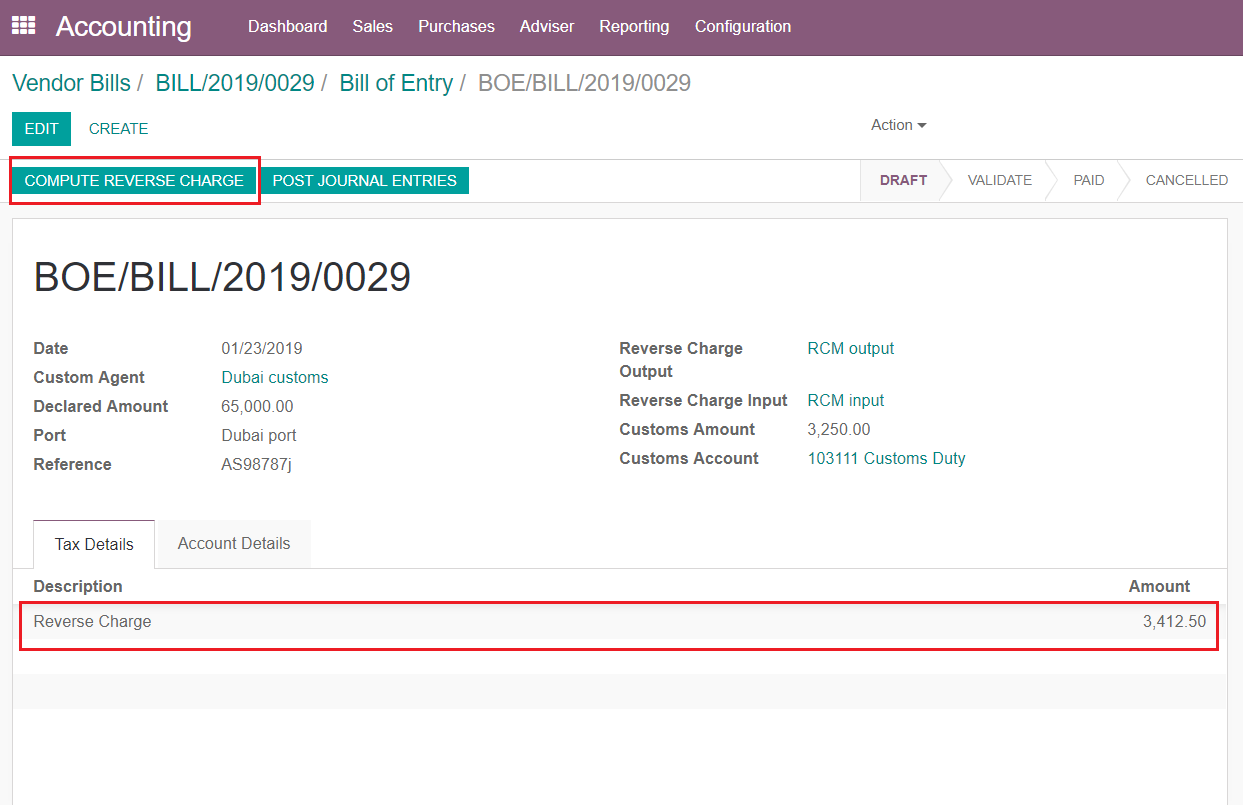 Accounting Dashboard Sales Purchases Adviser Reporting Configuration
Vendor Bills / BILL/2019/0029 / Bill of Entry / BOE/BILL/2019/0029
EDIT CREATE Action
COMPUTE REVERSE CHARGE POST JOURNAL ENTRIES DRAFT VALIDATE PAID CANCELLED
BOE/BILL/2019/0029
Date 01/23/2019
Custom Agent Dubai customs
Declared Amount 65,000.00
Port Dubai port
Reference AS98787j
Reverse Charge RCM output
Output
Reverse Charge Input RCM input
Customs Amount 3,250.00
Customs Account 103111 Customs Duty
Tax Details Account Details
Description Amount
Reverse Charge 3,412.50